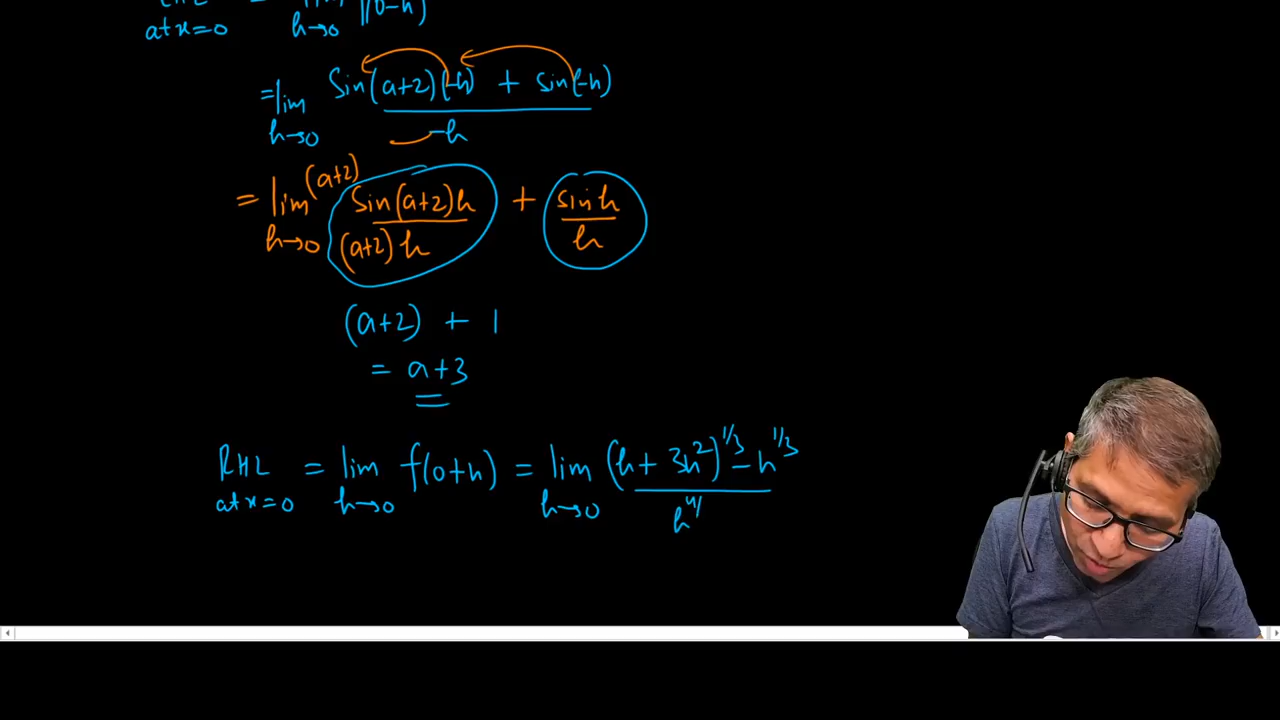 at x=0 h→0 f(0-h)
= lim h→0 Sin(a+2)(-h) + sin(-h) / -h
= lim h→0 (a+2) Sin(a+2)h / (a+2)h + sin h / h
(a+2) + 1
= a+3
RHL at x=0 = lim h→0 f(0+h) = lim h→0 (h+3h²)^1/3 - h^1/3 / h^4/